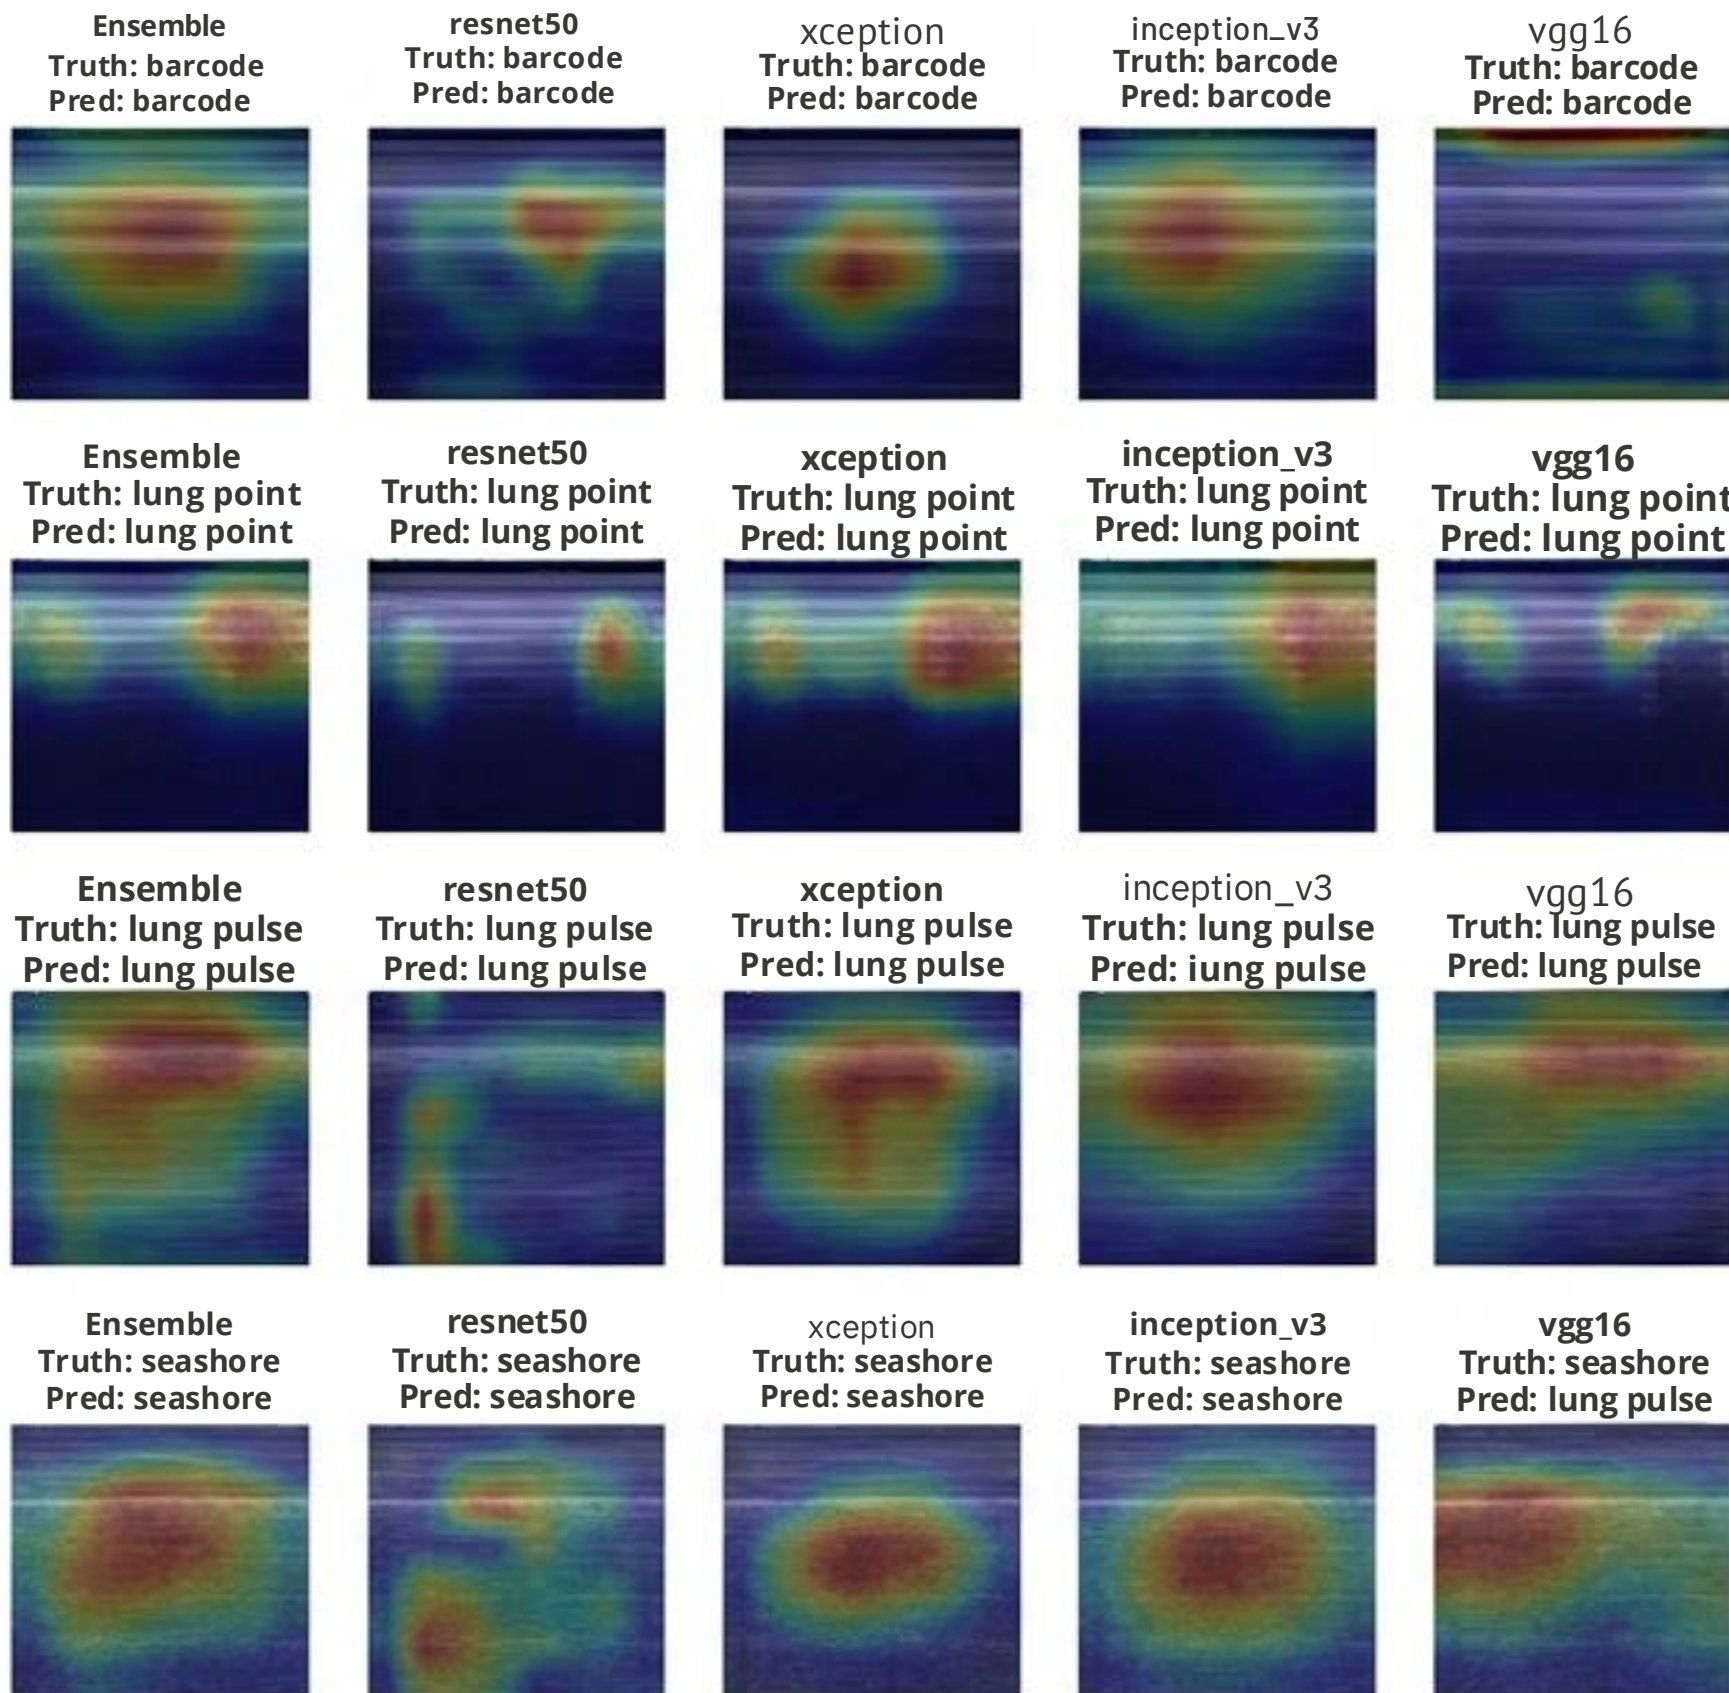 Ensemble
Truth: barcode
Pred: barcode
resnet50
Truth: barcode
Pred: barcode
xception
Truth: barcode
Pred: barcode
inception_v3
Truth: barcode
Pred: barcode
vgg16
Truth: barcode
Pred: barcode
Ensemble
Truth: lung point
Pred: lung point
resnet50
Truth: lung point
Pred: lung point
xception
Truth: lung point
Pred: lung point
inception_v3
Truth: lung point
Pred: lung point
vgg16
Truth: lung point
Pred: lung point
Ensemble
Truth: lung pulse
Pred: lung pulse
resnet50
Truth: lung pulse
Pred: lung pulse
xception
Truth: lung pulse
Pred: lung pulse
inception_v3
Truth: lung pulse
Pred: iung pulse
vgg16
Truth: lung pulse
Pred: lung pulse
Ensemble
Truth: seashore
Pred: seashore
resnet50
Truth: seashore
Pred: seashore
xception
Truth: seashore
Pred: seashore
inception_v3
Truth: seashore
Pred: seashore
vgg16
Truth: seashore
Pred: lung pulse